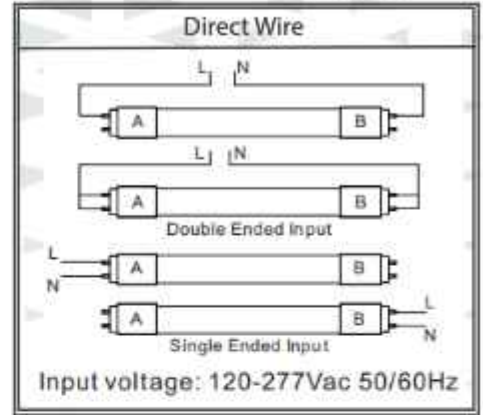 Direct Wire
L N
A B
L N
A B
Double Ended Input
L
A B
N
A B L
N
Single Ended Input
Input voltage: 120-277Vac 50/60Hz